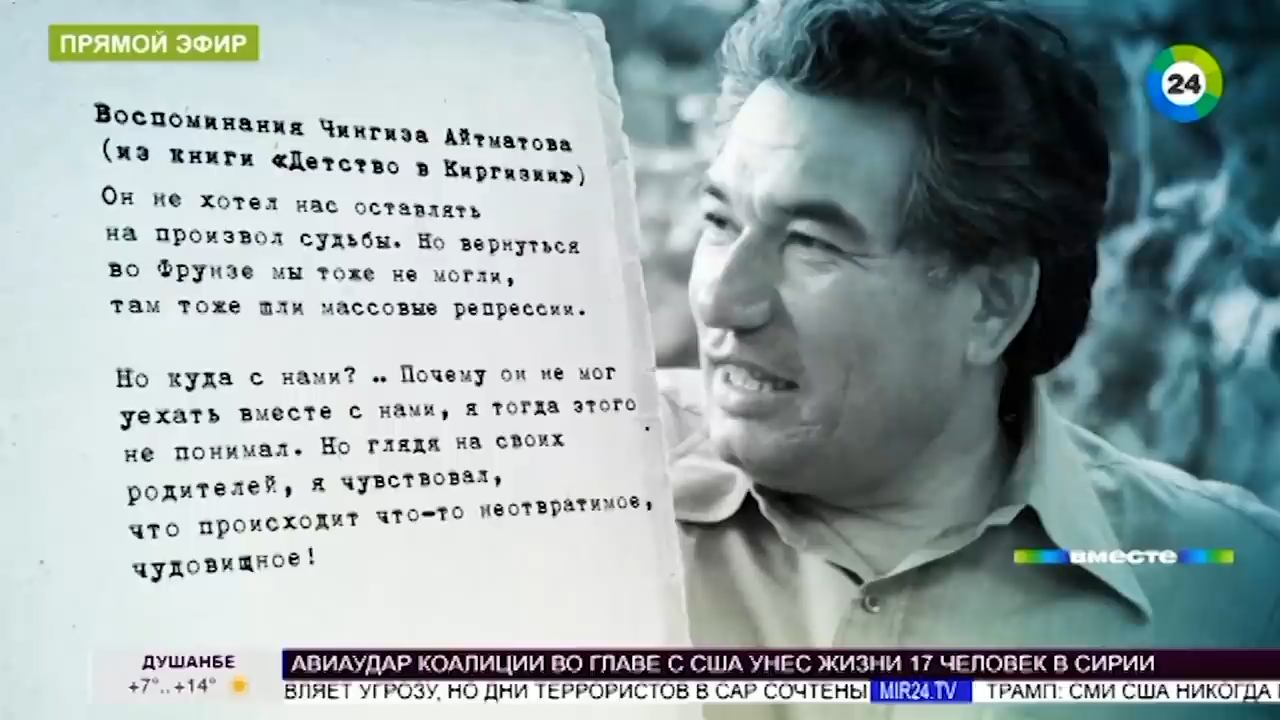 ПРЯМОЙ ЭФИР
24
Воспоминания Чингиза Айтматова
(из книги «Детство в Киргизии»)
Он не хотел нас оставлять
на произвол судьбы. Но вернуться
во Фрунзе мы тоже не могли,
там тоже шли массовые репрессии.
Но куда с нами? .. Почему он не мог
уехать вместе с нами, я тогда этого
не понимал. Но глядя на своих
родителей, я чувствовал,
что происходит что-то неотвратимое,
чудовищное!
вместе
ДУШАНБЕ
+7°..+14°
АВИАУДАР КОАЛИЦИИ ВО ГЛАВЕ С США УНЕС ЖИЗНИ 17 ЧЕЛОВЕК В СИРИИ
ВЛЯЕТ УГРОЗУ, НО ДНИ ТЕРРОРИСТОВ В САР СОЧТЕНЫ MIR24.TV ТРАМП: СМИ США НИКОГДА